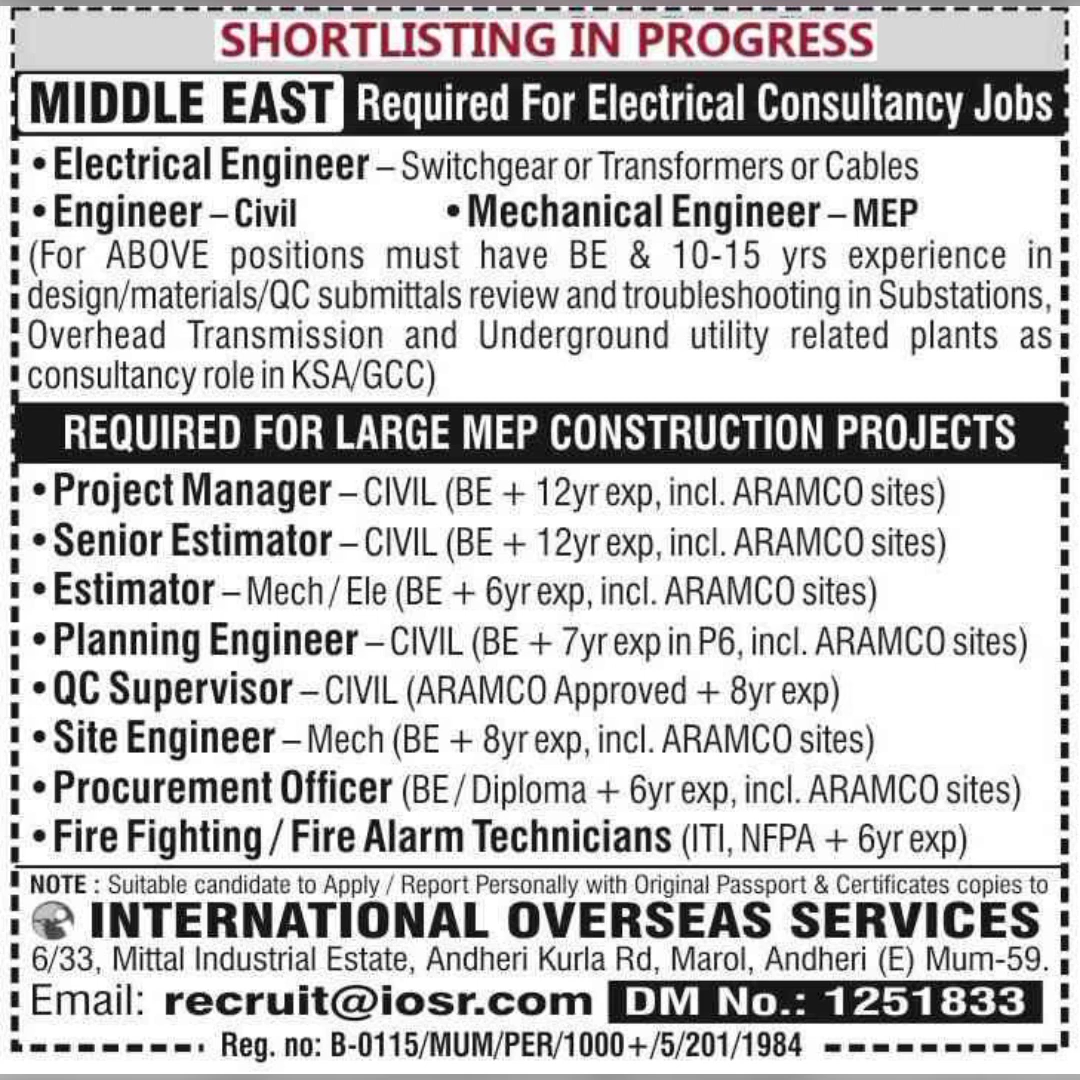 SHORTLISTING IN PROGRESS
MIDDLE EAST Required For Electrical Consultancy Jobs
• Electrical Engineer – Switchgear or Transformers or Cables
• Engineer – Civil • Mechanical Engineer – MEP
(For ABOVE positions must have BE & 10-15 yrs experience in
design/materials/QC submittals review and troubleshooting in Substations,
Overhead Transmission and Underground utility related plants as
consultancy role in KSA/GCC)
REQUIRED FOR LARGE MEP CONSTRUCTION PROJECTS
• Project Manager – CIVIL (BE + 12yr exp, incl. ARAMCO sites)
• Senior Estimator – CIVIL (BE + 12yr exp, incl. ARAMCO sites)
• Estimator – Mech / Ele (BE + 6yr exp, incl. ARAMCO sites)
• Planning Engineer – CIVIL (BE + 7yr exp in P6, incl. ARAMCO sites)
• QC Supervisor – CIVIL (ARAMCO Approved + 8yr exp)
• Site Engineer – Mech (BE + 8yr exp, incl. ARAMCO sites)
• Procurement Officer (BE / Diploma + 6yr exp, incl. ARAMCO sites)
• Fire Fighting / Fire Alarm Technicians (ITI, NFPA + 6yr exp)
NOTE : Suitable candidate to Apply / Report Personally with Original Passport & Certificates copies to
INTERNATIONAL OVERSEAS SERVICES
6/33, Mittal Industrial Estate, Andheri Kurla Rd, Marol, Andheri (E) Mum-59.
Email: recruit@iosr.com DM No.: 1251833
Reg. no: B-0115/MUM/PER/1000+/5/201/1984